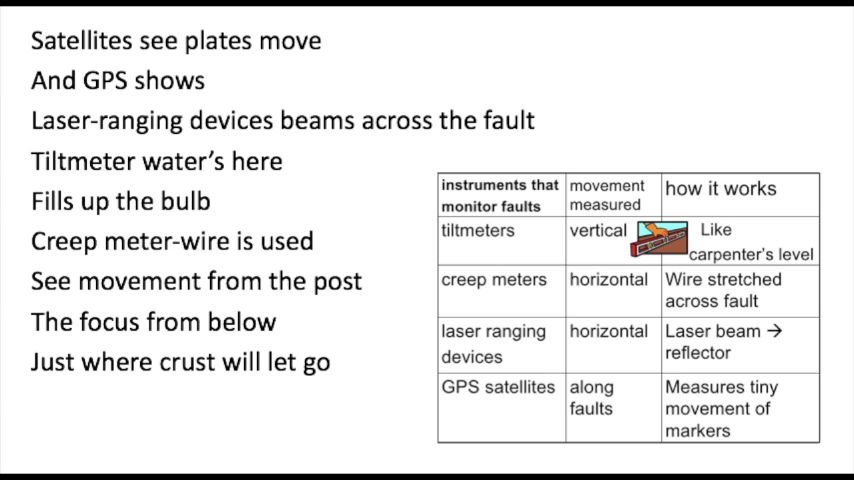 Satellites see plates move
And GPS shows
Laser-ranging devices beams across the fault
Tiltmeter water's here
Fills up the bulb
Creep meter-wire is used
See movement from the post
The focus from below
Just where crust will let go
instruments that monitor faults
movement measured
how it works
tiltmeters
vertical
Like carpenter's level
creep meters
horizontal
Wire stretched across fault
laser ranging devices
horizontal
Laser beam → reflector
GPS satellites
along faults
Measures tiny movement of markers